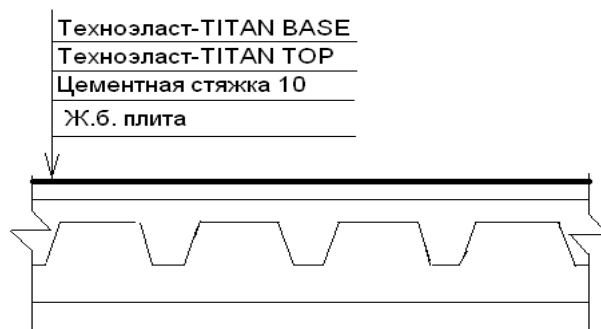 Техноэласт-TITAN BASE
Техноэласт-TITAN TOP
Цементная стяжка 10
Ж.б. плита